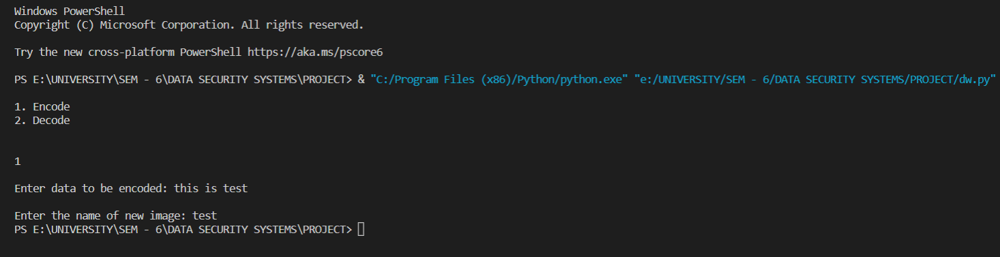 Windows PowerShell
Copyright (C) Microsoft Corporation. All rights reserved.
Try the new cross-platform PowerShell https://aka.ms/pscore6
PS E:\UNIVERSITY\SEM - 6\DATA SECURITY SYSTEMS\PROJECT> & "C:/Program Files (x86)/Python/python.exe" "e:/UNIVERSITY/SEM - 6/DATA SECURITY SYSTEMS/PROJECT/dw.py"
1. Encode
2. Decode
1
Enter data to be encoded: this is test
Enter the name of new image: test
PS E:\UNIVERSITY\SEM - 6\DATA SECURITY SYSTEMS\PROJECT>